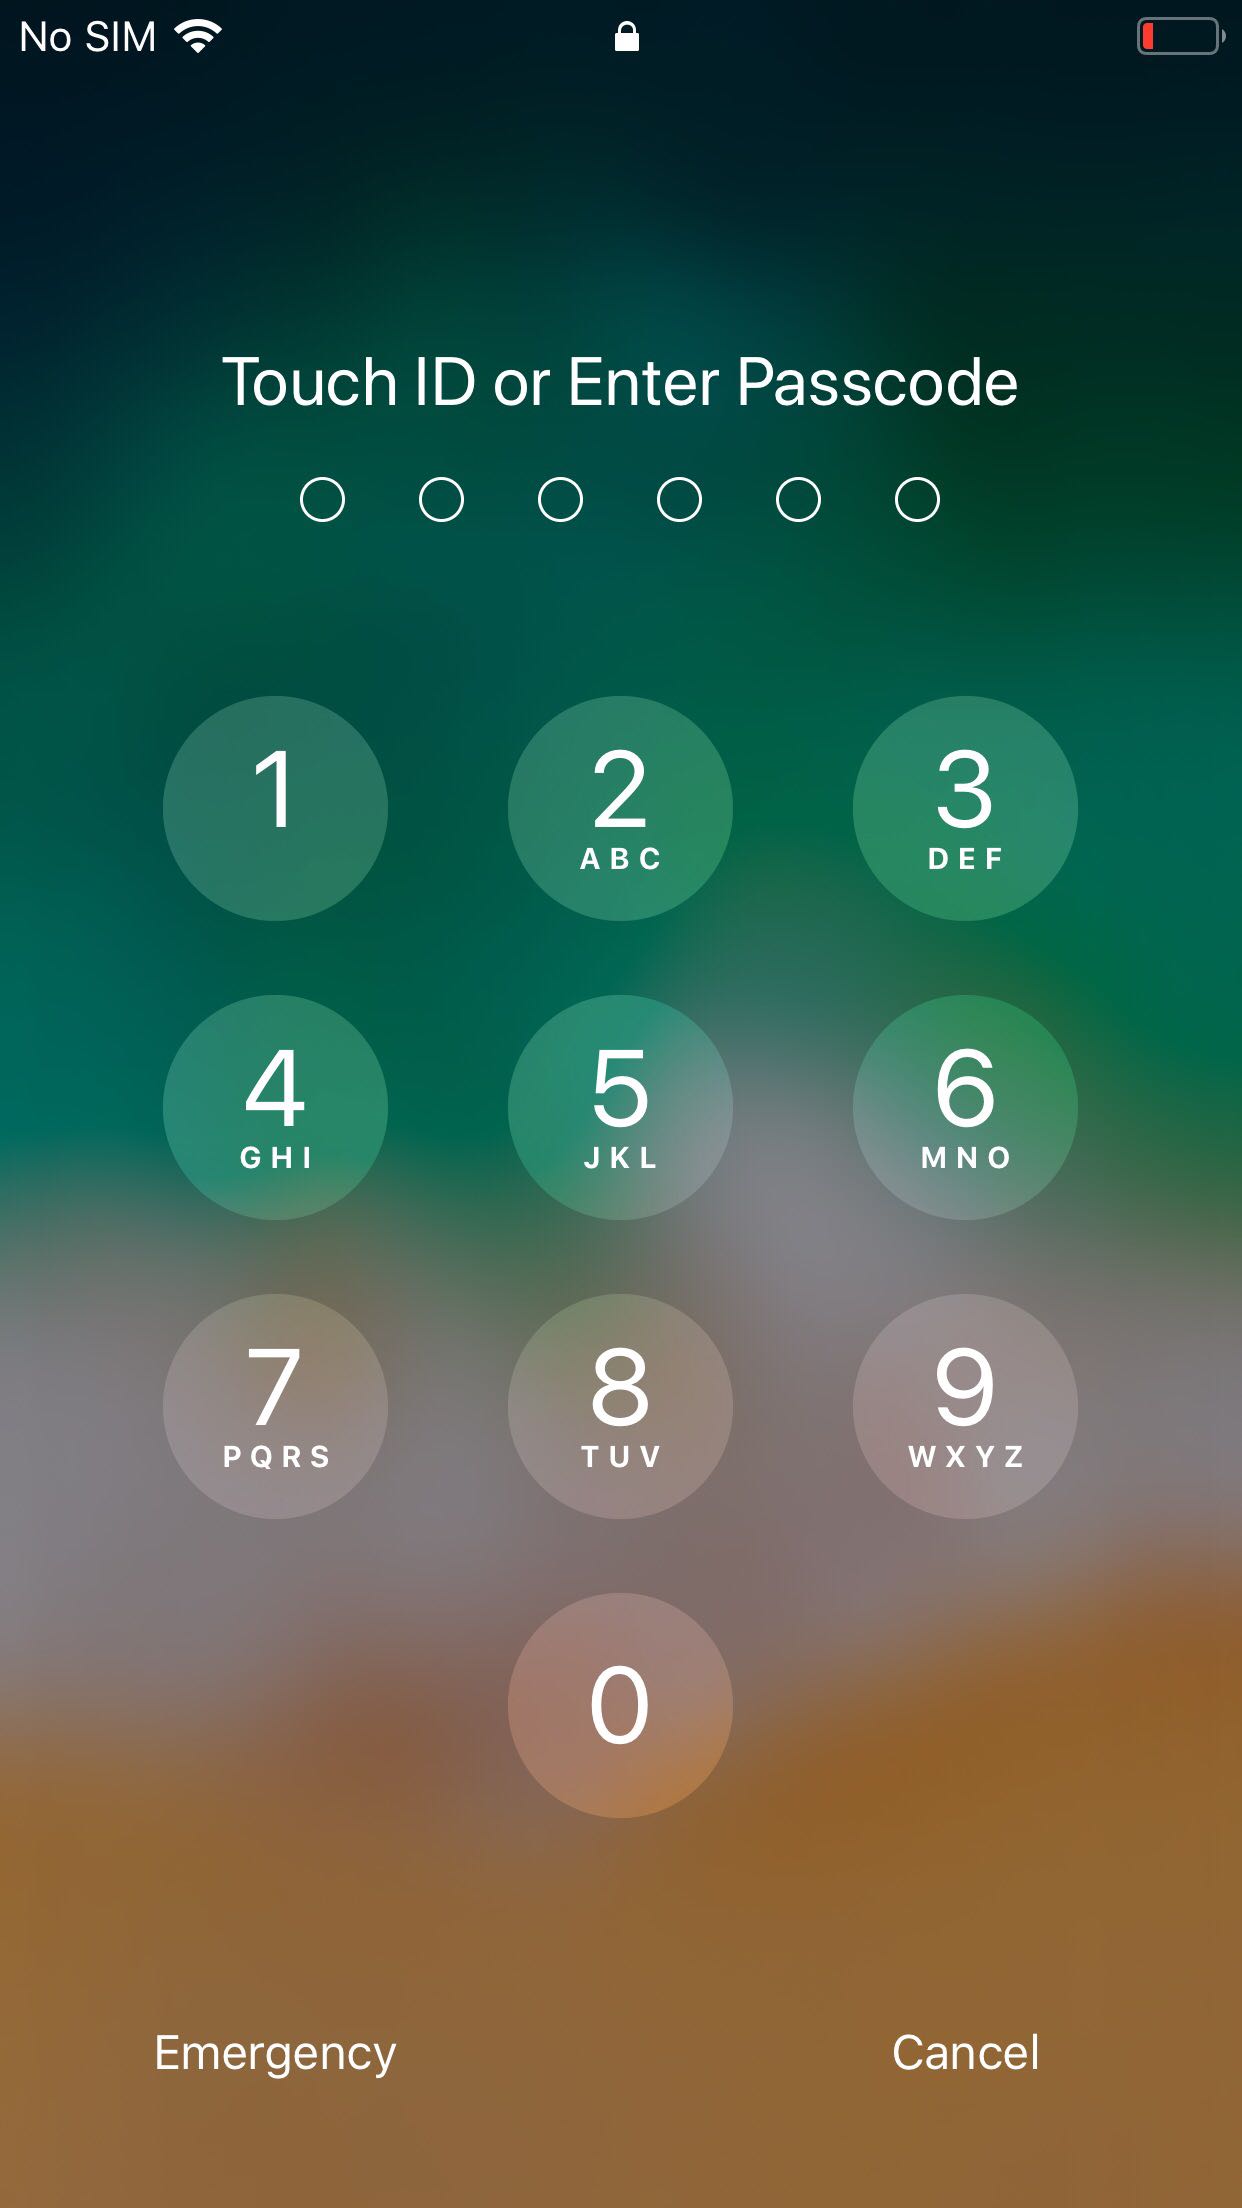 No SIM
Touch ID or Enter Passcode
1 2 3
ABC DEF
4 5 6
GHI JKL MNO
7 8 9
PQRS TUV WXYZ
0
Emergency Cancel